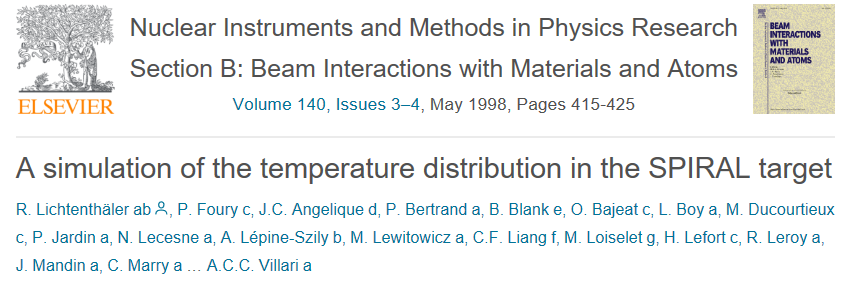 Nuclear Instruments and Methods in Physics Research
Section B: Beam Interactions with Materials and Atoms
Volume 140, Issues 3–4, May 1998, Pages 415-425
ELSEVIER
BEAM
INTERACTIONS
WITH
MATERIALS
AND ATOMS
A simulation of the temperature distribution in the SPIRAL target
R. Lichtenthäler ab, P. Foury c, J.C. Angelique d, P. Bertrand a, B. Blank e, O. Bajeat c, L. Boy a, M. Ducourtieux
c, P. Jardin a, N. Lecesne a, A. Lépine-Szily b, M. Lewitowicz a, C.F. Liang f, M. Loiselet g, H. Lefort c, R. Leroy a,
J. Mandin a, C. Marry a … A.C.C. Villari a